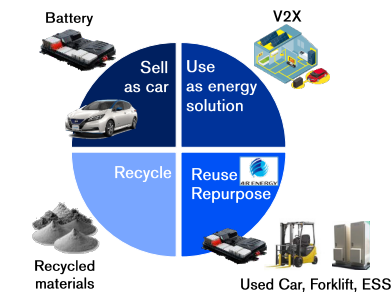 Battery
V2X
Sell
as car
Use
as energy
solution
Recycle
Reuse
Repurpose
4R ENERGY
Recycled
materials
Used Car, Forklift, ESS